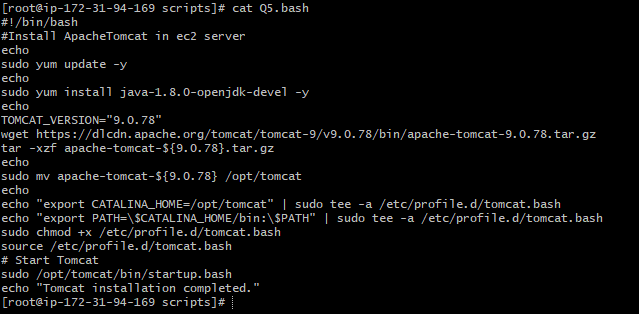 [root@ip-172-31-94-169 scripts]# cat Q5.bash
#!/bin/bash
#Install ApacheTomcat in ec2 server
echo
sudo yum update -y
echo
sudo yum install java-1.8.0-openjdk-devel -y
echo
TOMCAT_VERSION="9.0.78"
wget https://dlcdn.apache.org/tomcat/tomcat-9/v9.0.78/bin/apache-tomcat-9.0.78.tar.gz
tar -xzf apache-tomcat-${9.0.78}.tar.gz
echo
sudo mv apache-tomcat-${9.0.78} /opt/tomcat
echo
echo "export CATALINA_HOME=/opt/tomcat" | sudo tee -a /etc/profile.d/tomcat.bash
echo "export PATH=\$CATALINA_HOME/bin:\$PATH" | sudo tee -a /etc/profile.d/tomcat.bash
sudo chmod +x /etc/profile.d/tomcat.bash
source /etc/profile.d/tomcat.bash
# Start Tomcat
sudo /opt/tomcat/bin/startup.bash
echo "Tomcat installation completed."
[root@ip-172-31-94-169 scripts]#